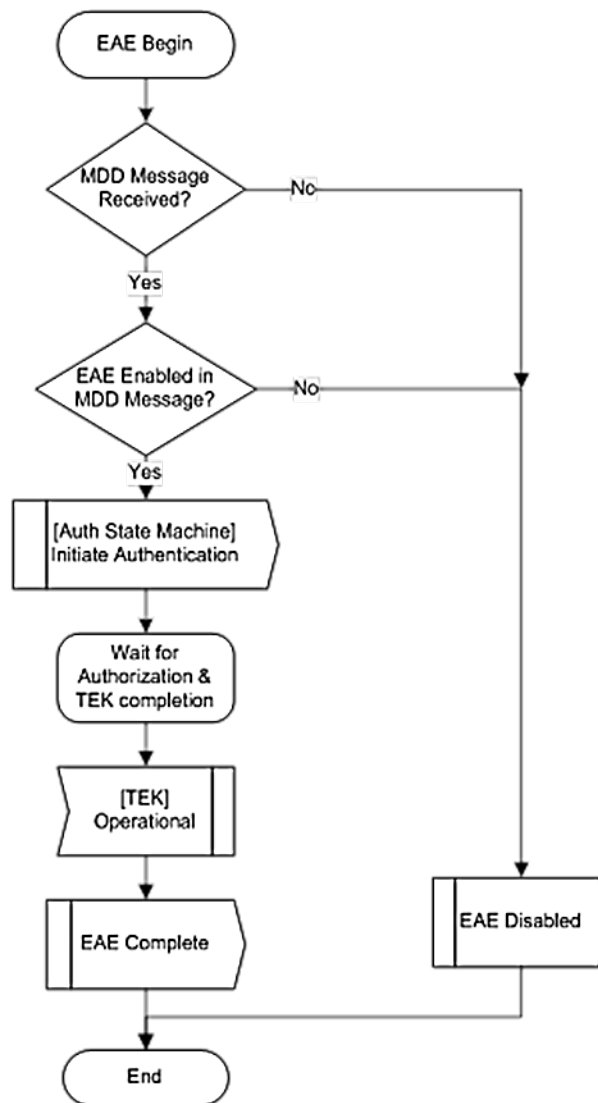 EAE Begin
MDD Message
Received?
No
Yes
EAE Enabled in
MDD Message?
No
Yes
[Auth State Machine]
Initiate Authentication
Wait for
Authorization &
TEK completion
[TEK]
Operational
EAE Complete
EAE Disabled
End